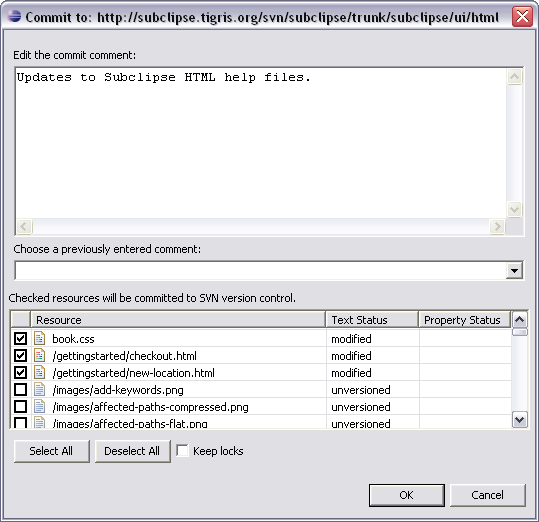 Commit to: http://subclipse.tigris.org/svn/subclipse/trunk/subclipse/ui/html
Edit the commit comment:
Updates to Subclipse HTML help files.
Choose a previously entered comment:
Checked resources will be committed to SVN version control.
Resource Text Status Property Status
book.css modified
/gettingstarted/checkout.html modified
/gettingstarted/new-location.html modified
/images/add-keywords.png unversioned
/images/affected-paths-compressed.png unversioned
/images/affected-paths-flat.png unversioned
Select All Deselect All Keep locks
OK Cancel